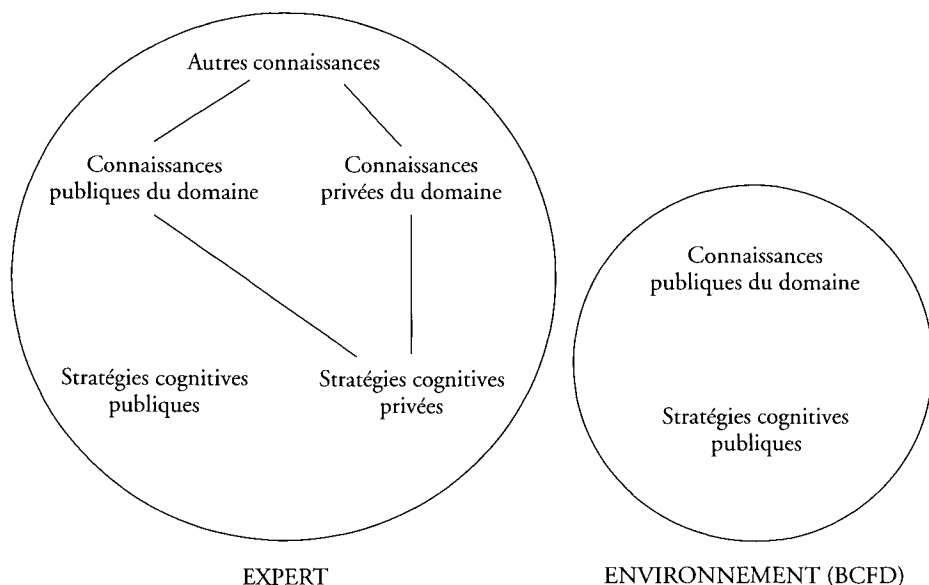 Autres connaissances
Connaissances
publiques du domaine
Connaissances
privées du domaine
Stratégies cognitives
publiques
Stratégies cognitives
privées
EXPERT
Connaissances
publiques du domaine
Stratégies cognitives
publiques
ENVIRONNEMENT (BCFD)